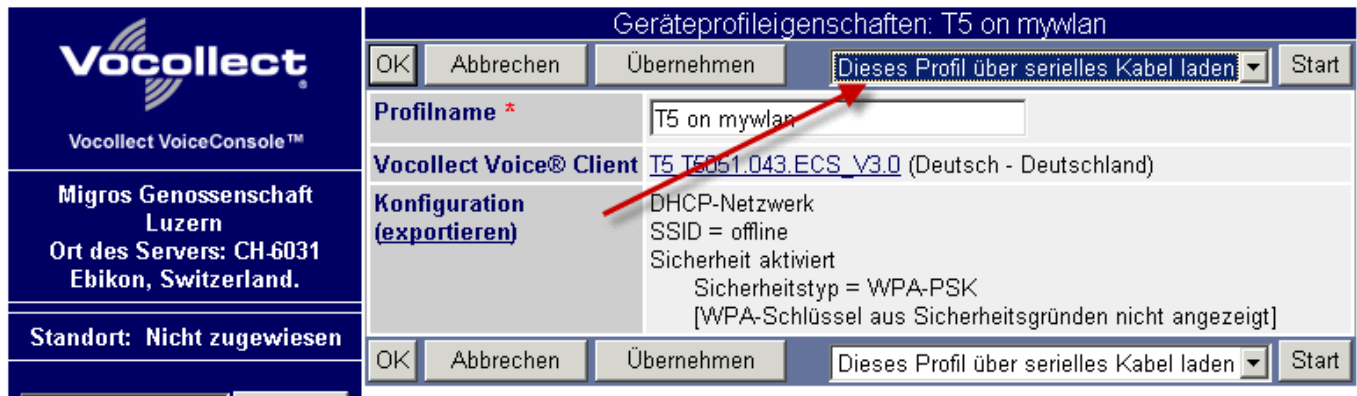 Vocollect®
Vocollect VoiceConsole™
Migros Genossenschaft
Luzern
Ort des Servers: CH-6031
Ebikon, Switzerland.
Standort: Nicht zugewiesen
Geräteprofileigenschaften: T5 on mywlan
OK Abbrechen Übernehmen Dieses Profil über serielles Kabel laden Start
Profilname * T5 on mywlan
Vocollect Voice® Client T5_T5051.043.ECS_V3.0 (Deutsch - Deutschland)
Konfiguration DHCP-Netzwerk
(exportieren) SSID = offline
Sicherheit aktiviert
Sicherheitstyp = WPA-PSK
[WPA-Schlüssel aus Sicherheitsgründen nicht angezeigt]
OK Abbrechen Übernehmen Dieses Profil über serielles Kabel laden Start